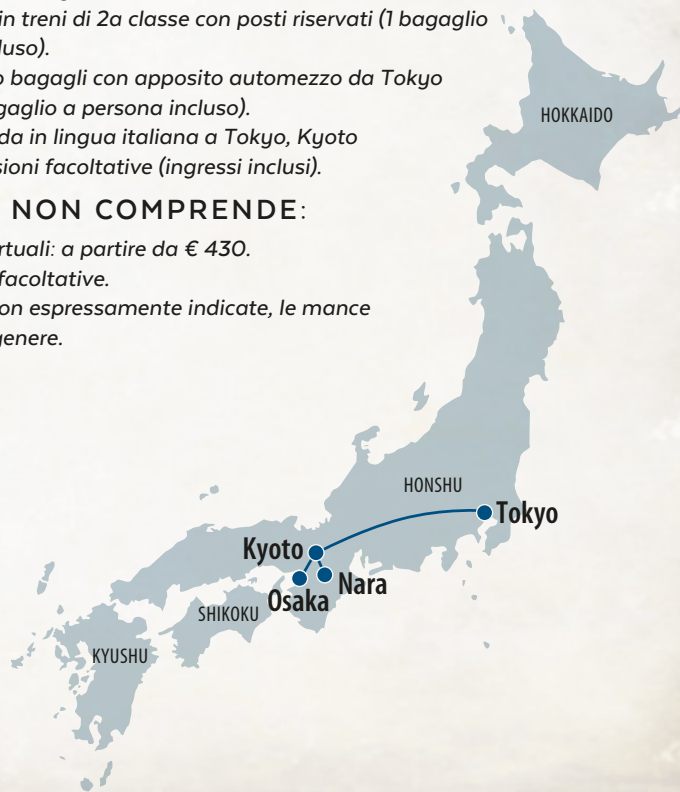 in treni di 2a classe con posti riservati (1 bagaglio
luso).
o bagagli con apposito automezzo da Tokyo
gaglio a persona incluso).
da in lingua italiana a Tokyo, Kyoto
sioni facoltative (ingressi inclusi).
NON COMPRENDE:
rtuali: a partire da € 430.
facoltative.
on espressamente indicate, le mance
genere.
HOKKAIDO
HONSHU
Tokyo
Kyoto
Nara
Osaka
SHIKOKU
KYUSHU